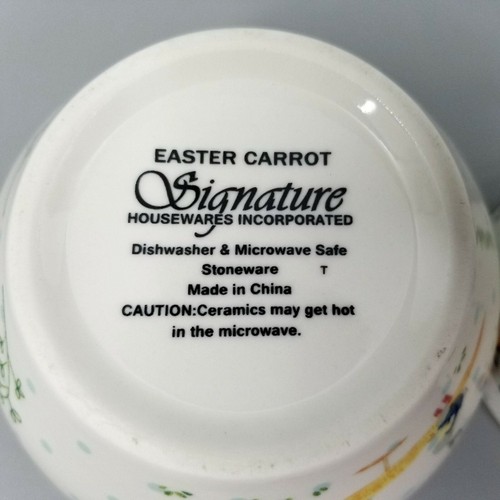 EASTER CARROT
Signature
HOUSEWARES INCORPORATED
Dishwasher & Microwave Safe
Stoneware T
Made in China
CAUTION:Ceramics may get hot
in the microwave.